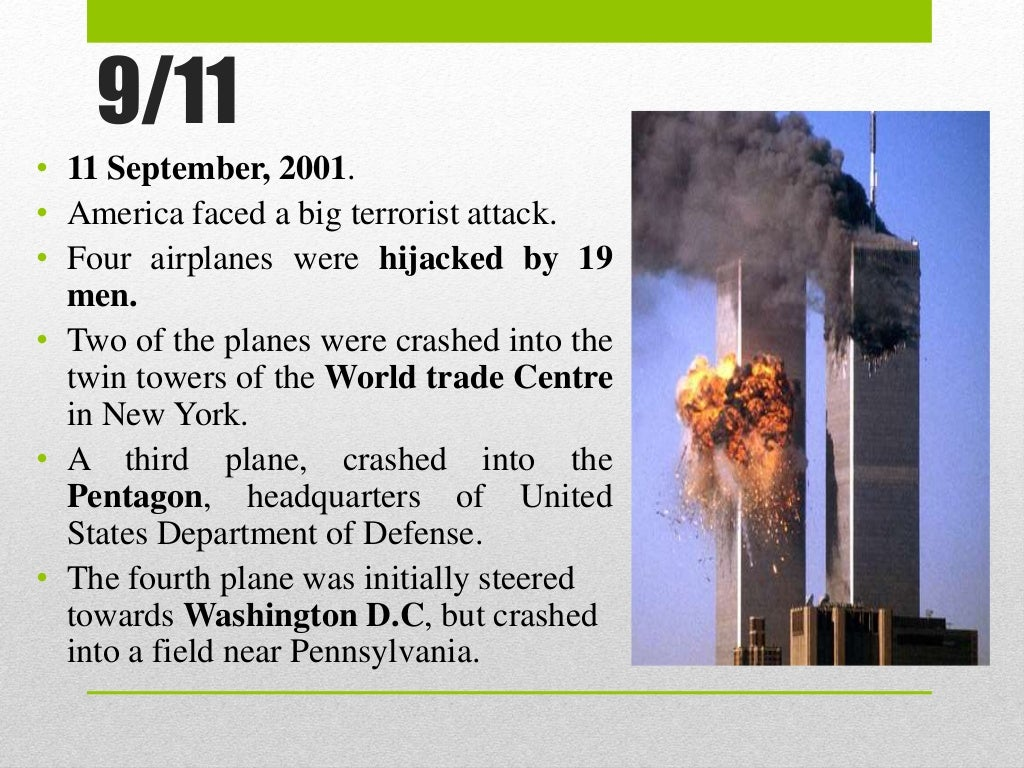 9/11
• 11 September, 2001.
• America faced a big terrorist attack.
• Four airplanes were hijacked by 19
men.
• Two of the planes were crashed into the
twin towers of the World trade Centre
in New York.
• A third plane, crashed into the
Pentagon, headquarters of United
States Department of Defense.
• The fourth plane was initially steered
towards Washington D.C, but crashed
into a field near Pennsylvania.